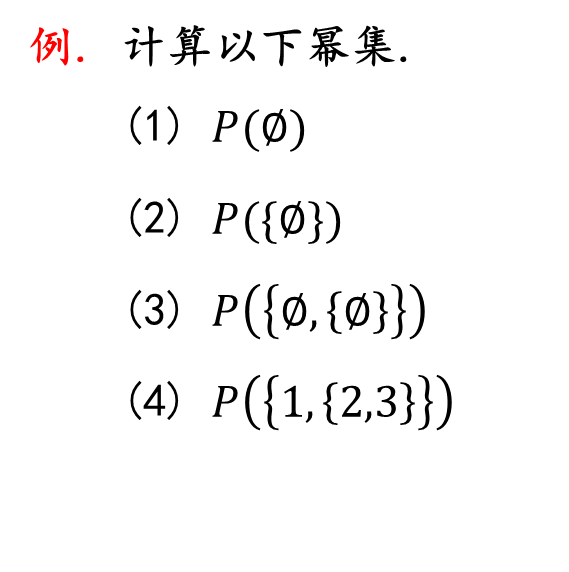 例. 计算以下幂集.
(1) P(∅)
(2) P({∅})
(3) P({∅,{∅}})
(4) P({1,{2,3}})